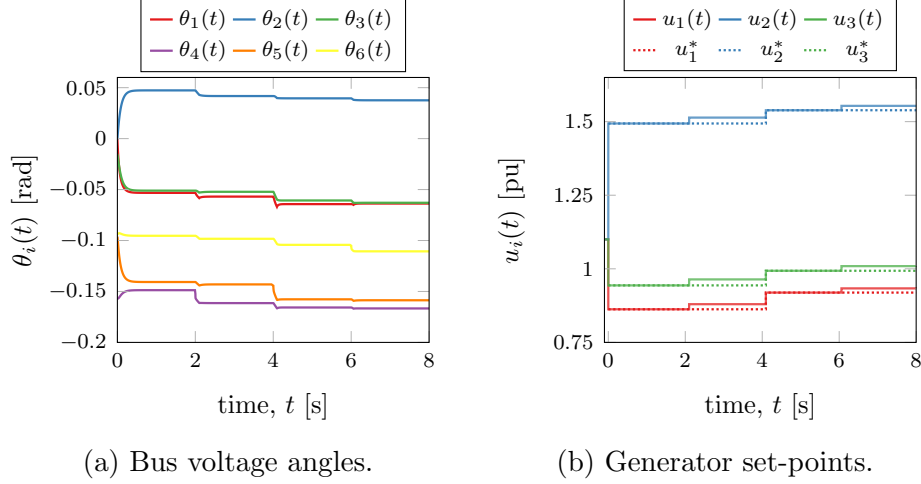 θ₁(t) θ₂(t) θ₃(t)
θ₄(t) θ₅(t) θ₆(t)
0.05
0
−0.05
−0.1
−0.15
−0.2
θᵢ(t) [rad]
0 2 4 6 8
time, t [s]
(a) Bus voltage angles.
u₁(t) u₂(t) u₃(t)
u₁* u₂* u₃*
1.5
1.25
1
0.75
uᵢ(t) [pu]
0 2 4 6 8
time, t [s]
(b) Generator set-points.